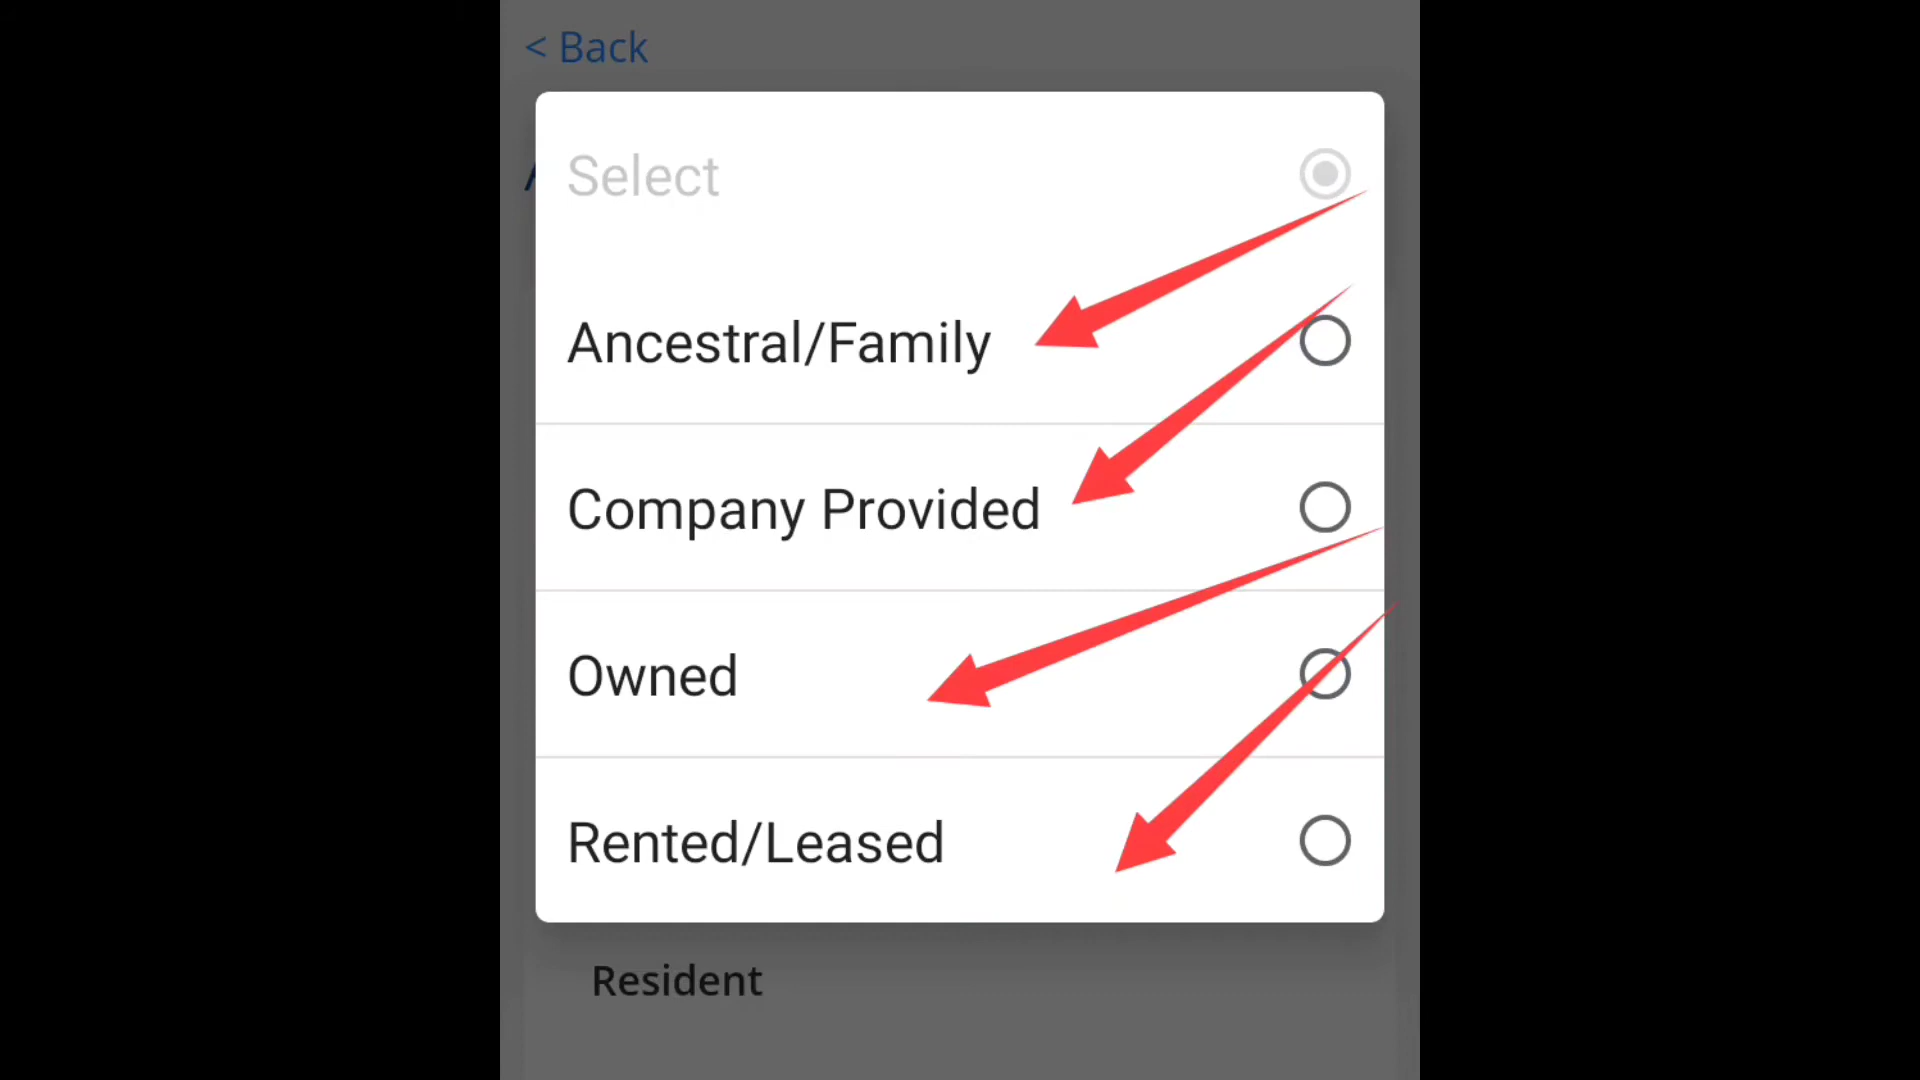 < Back
Select
Ancestral/Family
Company Provided
Owned
Rented/Leased
Resident